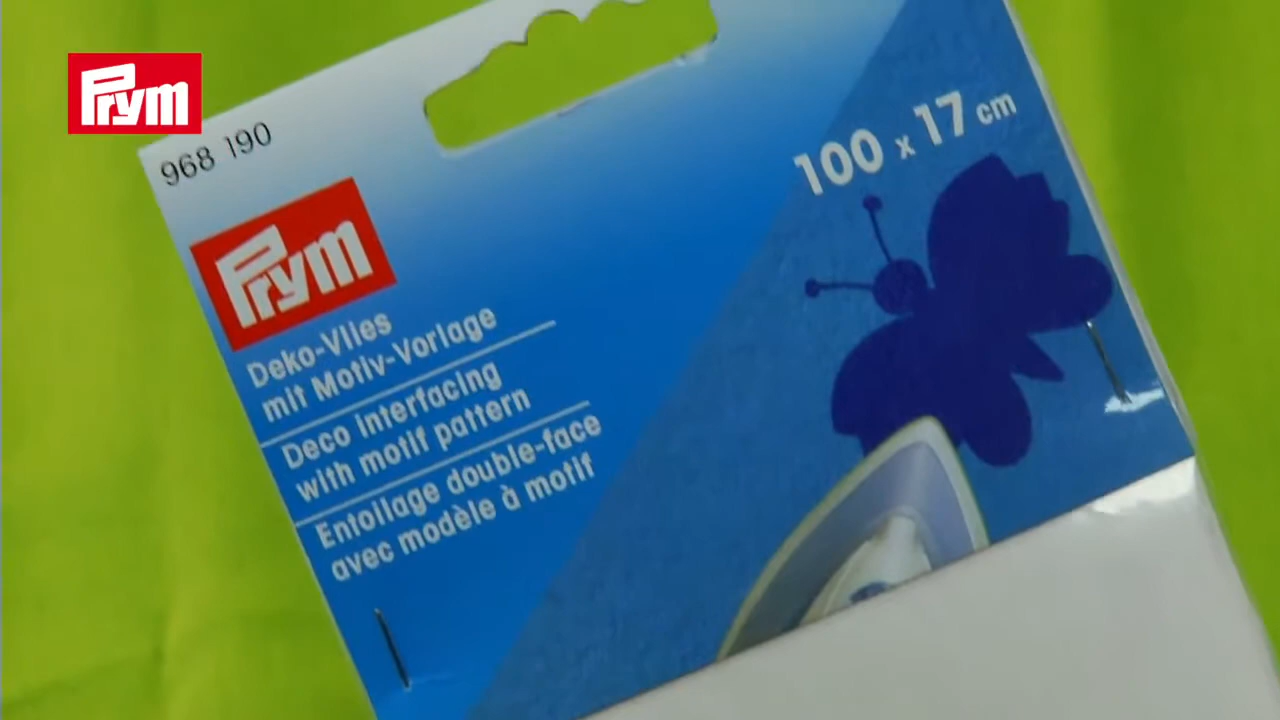 Prym
968 190
100 x 17 cm
Prym
Deko-Vlies
mit Motiv-Vorlage
Deco interfacing
with motif pattern
Entoilage double-face
avec modèle à motif